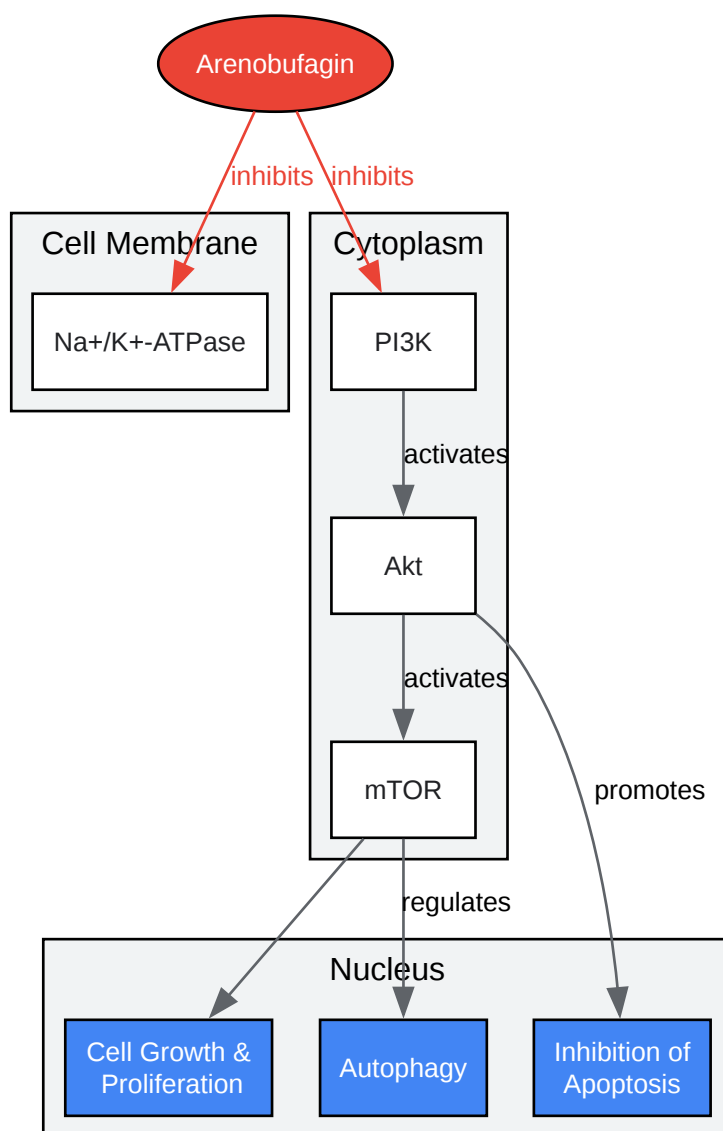 Arenobufagin
inhibits
inhibits
Cell Membrane
Cytoplasm
Na+/K+-ATPase
PI3K
activates
Akt
activates
mTOR
promotes
regulates
Nucleus
Cell Growth &
Proliferation
Autophagy
Inhibition of
Apoptosis